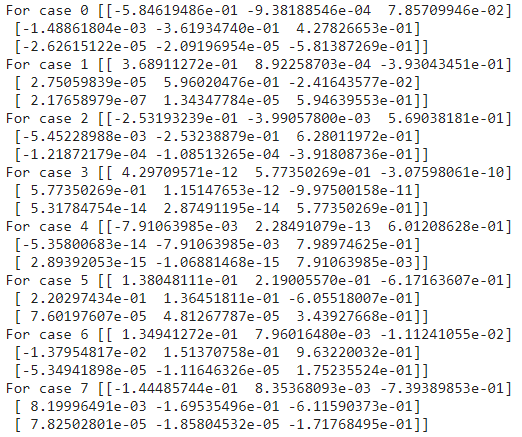 For case 0 [[-5.84619486e-01 -9.38188546e-04  7.85709946e-02]
 [-1.48861804e-03 -3.61934740e-01  4.27826653e-01]
 [-2.62615122e-05 -2.09196954e-05 -5.81387269e-01]]
For case 1 [[ 3.68911272e-01  8.92258703e-04 -3.93043451e-01]
 [ 2.75059839e-05  5.96020476e-01 -2.41643577e-02]
 [ 2.17658979e-07  1.34347784e-05  5.94639553e-01]]
For case 2 [[-2.53193239e-01 -3.99057800e-03  5.69038181e-01]
 [-5.45228988e-03 -2.53238879e-01  6.28011972e-01]
 [-1.21872179e-04 -1.08513265e-04 -3.91808736e-01]]
For case 3 [[ 4.29709571e-12  5.77350269e-01 -3.07598061e-10]
 [ 5.77350269e-01  1.15147653e-12 -9.97500158e-11]
 [ 5.31784754e-14  2.87491195e-14  5.77350269e-01]]
For case 4 [[-7.91063985e-03  2.28491079e-13  6.01208628e-01]
 [-5.35800683e-14 -7.91063985e-03  7.98974625e-01]
 [ 2.89392053e-15 -1.06881468e-15  7.91063985e-03]]
For case 5 [[ 1.38048111e-01  2.19005570e-01 -6.17163607e-01]
 [ 2.20297434e-01  1.36451811e-01 -6.05518007e-01]
 [ 7.60197607e-05  4.81267787e-05  3.43927668e-01]]
For case 6 [[ 1.34941272e-01  7.96016480e-03 -1.11241055e-02]
 [-1.37954817e-02  1.51370758e-01  9.63220032e-01]
 [-5.34941898e-05 -1.11646326e-05  1.75235524e-01]]
For case 7 [[-1.44485744e-01  8.35368093e-03 -7.39389853e-01]
 [ 8.19996491e-03 -1.69535496e-01 -6.11590373e-01]
 [ 7.82502801e-05 -1.85804532e-05 -1.71768495e-01]]